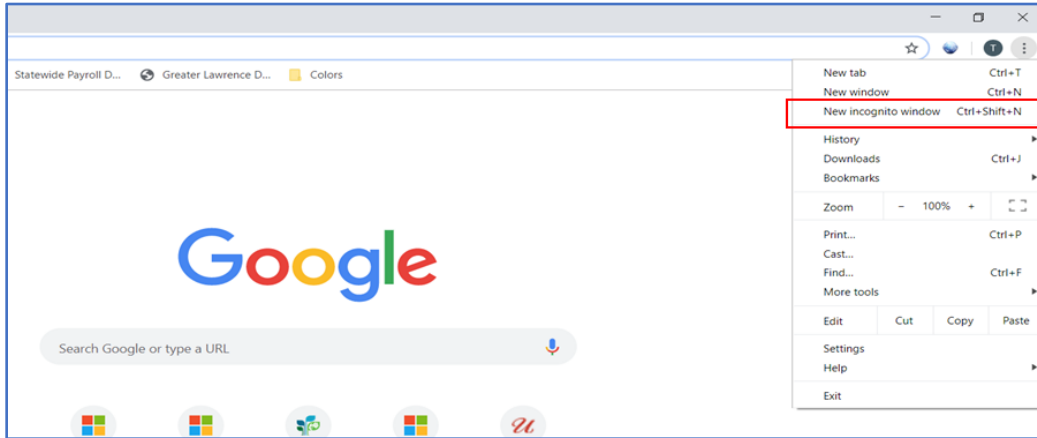 T
Statewide Payroll D... Greater Lawrence D... Colors
New tab Ctrl+T
New window Ctrl+N
New incognito window Ctrl+Shift+N
History
Downloads Ctrl+J
Bookmarks
Zoom - 100% +
Print... Ctrl+P
Cast...
Find... Ctrl+F
More tools
Edit Cut Copy Paste
Settings
Help
Exit
Google
Search Google or type a URL
u